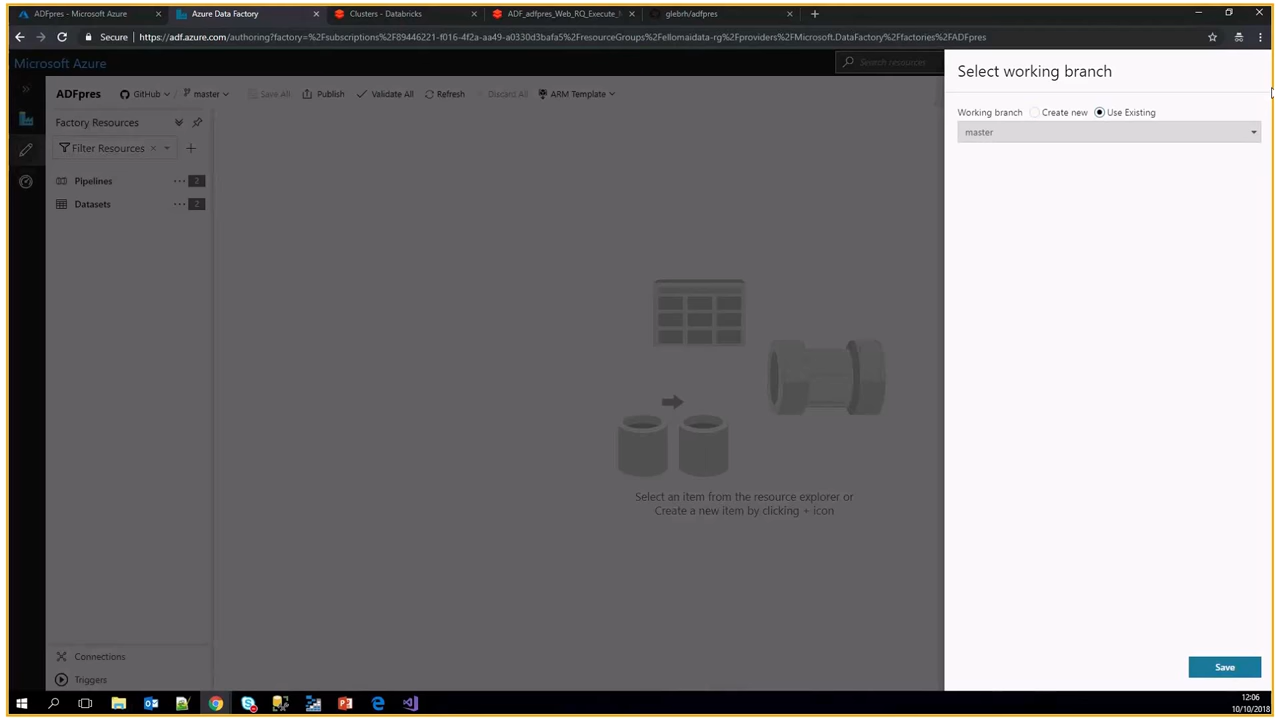 ADFpres - Microsoft Azure
Azure Data Factory
Clusters - Databricks
ADF_adfpres_Web_RQ_Execute_
glebrh/adfpres
Secure
https://adf.azure.com/authoring?factory=%2Fsubscriptions%2F89446221-f016-4f2a-aa49-a0330d3bafa5%2FresourceGroups%2Fellomaidata-rg%2Fproviders%2FMicrosoft.DataFactory%2Ffactories%2FADFpres
Microsoft Azure
Search resources
Select working branch
ADFpres
GitHub
master
Save All
Publish
Validate All
Refresh
Discard All
ARM Template
Working branch
Create new
Use Existing
master
Factory Resources
Filter Resources
Pipelines
2
Datasets
2
Select an item from the resource explorer or
Create a new item by clicking + icon
Connections
Triggers
Save
12:06
10/10/2018